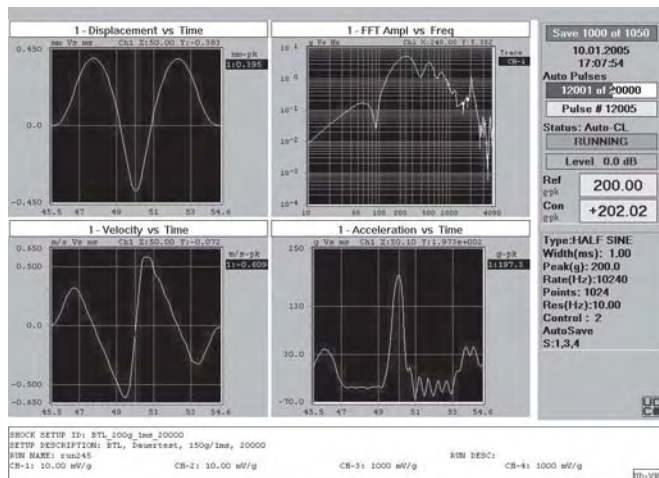 1 - Displacement vs Time
mm Vs ms Ch1 X:50.00 Y:-0.383
mm-pk
1:0.395
0.450
0.0
-0.450
45.5 47 49 51 53 54.6
1 - FFT Ampl vs Freq
g Vs Hz Ch1 X:240.00
Trace
CH-1
10 50 100 200 500 1000 4090
1 - Velocity vs Time
m/s Vs ms Ch1 X:50.00 Y:-0.072
m/s-pk
1:-0.609
0.650
0.500
0.0
-0.500
-0.650
45.5 47 49 51 53 54.6
1 - Acceleration vs Time
g Vs ms Ch1 X:50.10 Y:1.973e+002
g-pk
1:197.3
250
130
30.0
-70.0
45.5 47 49 51 53 54.6
Save 1000 of 1050
10.01.2005
17:07:54
Auto Pulses
12001 of 20000
Pulse # 12005
Status: Auto-CL
RUNNING
Level 0.0 dB
Ref
g-pk
200.00
Con
g-pk
+202.02
Type:HALF SINE
Width(ms): 1.00
Peak(g): 200.0
Rate(Hz):10240
Points: 1024
Res(Hz):10.00
Control : 2
AutoSave
S:1,3,4
SHOCK SETUP ID: BTL_200g_1ms_20000
SETUP DESCRIPTION: BTL, Dauertest, 150g/1ms, 20000
RUN NAME: run245 RUN DESC:
CH-1: 10.00 mV/g CH-2: 10.00 mV/g CH-3: 1000 mV/g CH-4: 1000 mV/g